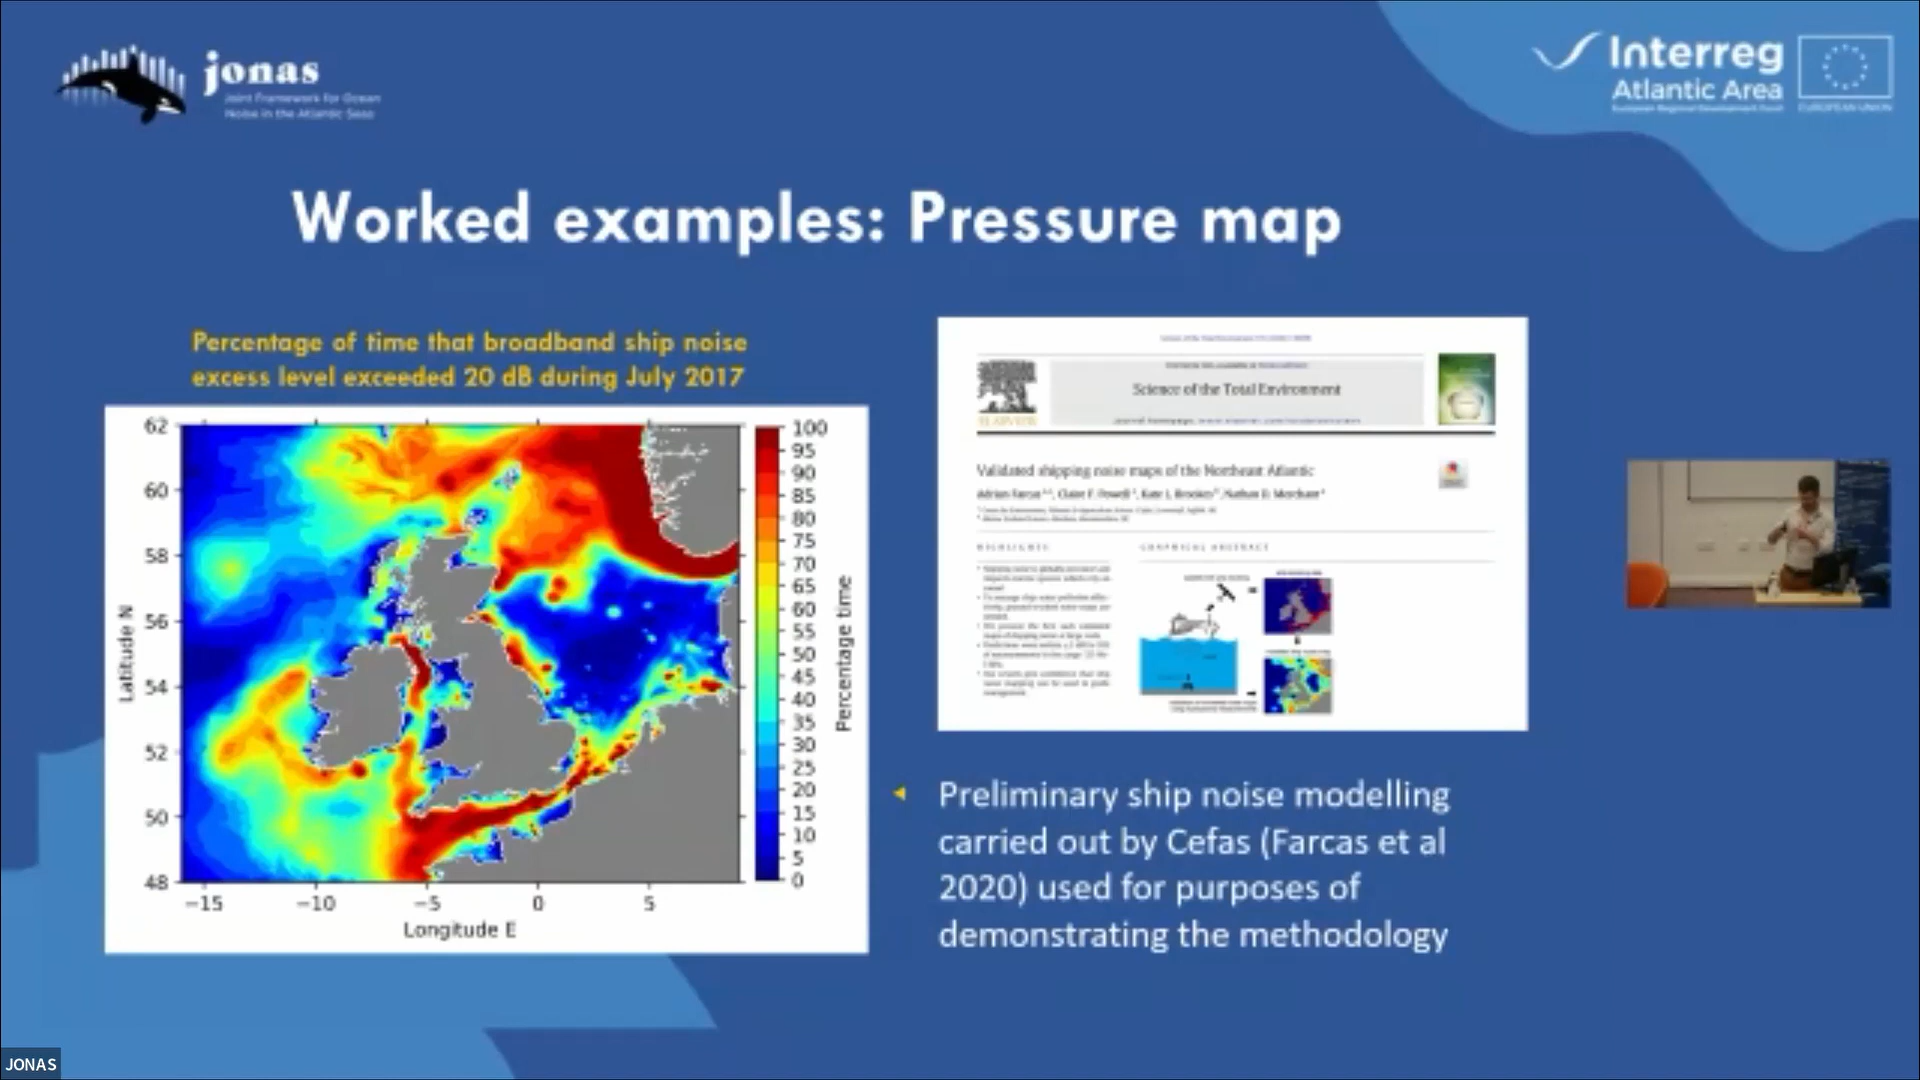 jonas
Joint Framework for Ocean
Noise in the Atlantic Seas
Interreg
Atlantic Area
European Regional Development Fund
EUROPEAN UNION
Worked examples: Pressure map
Percentage of time that broadband ship noise
excess level exceeded 20 dB during July 2017
62
60
58
56
54
52
50
48
Latitude N
−15
−10
−5
0
5
Longitude E
100
95
90
85
80
75
70
65
60
55
50
45
40
35
30
25
20
15
10
5
0
Percentage time
Science of the Total Environment
ELSEVIER
Validated shipping noise maps of the Northeast Atlantic
Adrian Farcas, Claire F. Powell, Kate L. Brookes, Nathan D. Merchant
HIGHLIGHTS
GRAPHICAL ABSTRACT
Preliminary ship noise modelling
carried out by Cefas (Farcas et al
2020) used for purposes of
demonstrating the methodology
JONAS